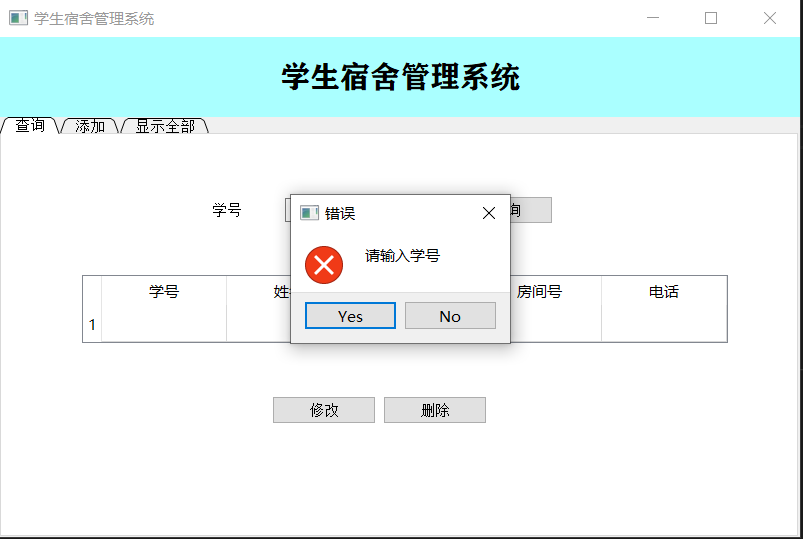 学生宿舍管理系统
学生宿舍管理系统
查询 添加 显示全部
错误
学号
请输入学号
学号 房间号 电话
1
Yes No
修改 删除